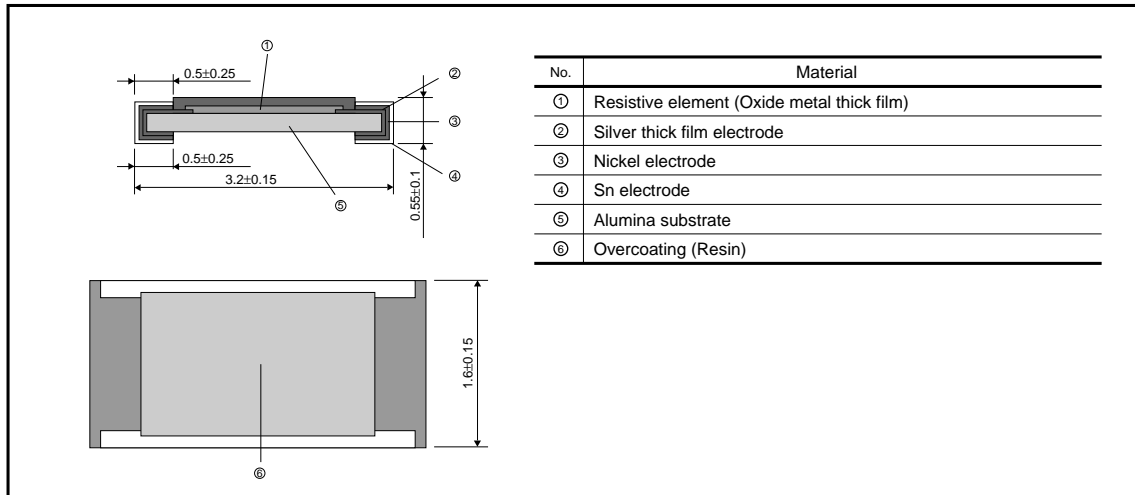 ①
0.5±0.25
②
③
0.5±0.25
④
3.2±0.15
0.55±0.1
⑤
1.6±0.15
⑥
No. Material
① Resistive element (Oxide metal thick film)
② Silver thick film electrode
③ Nickel electrode
④ Sn electrode
⑤ Alumina substrate
⑥ Overcoating (Resin)